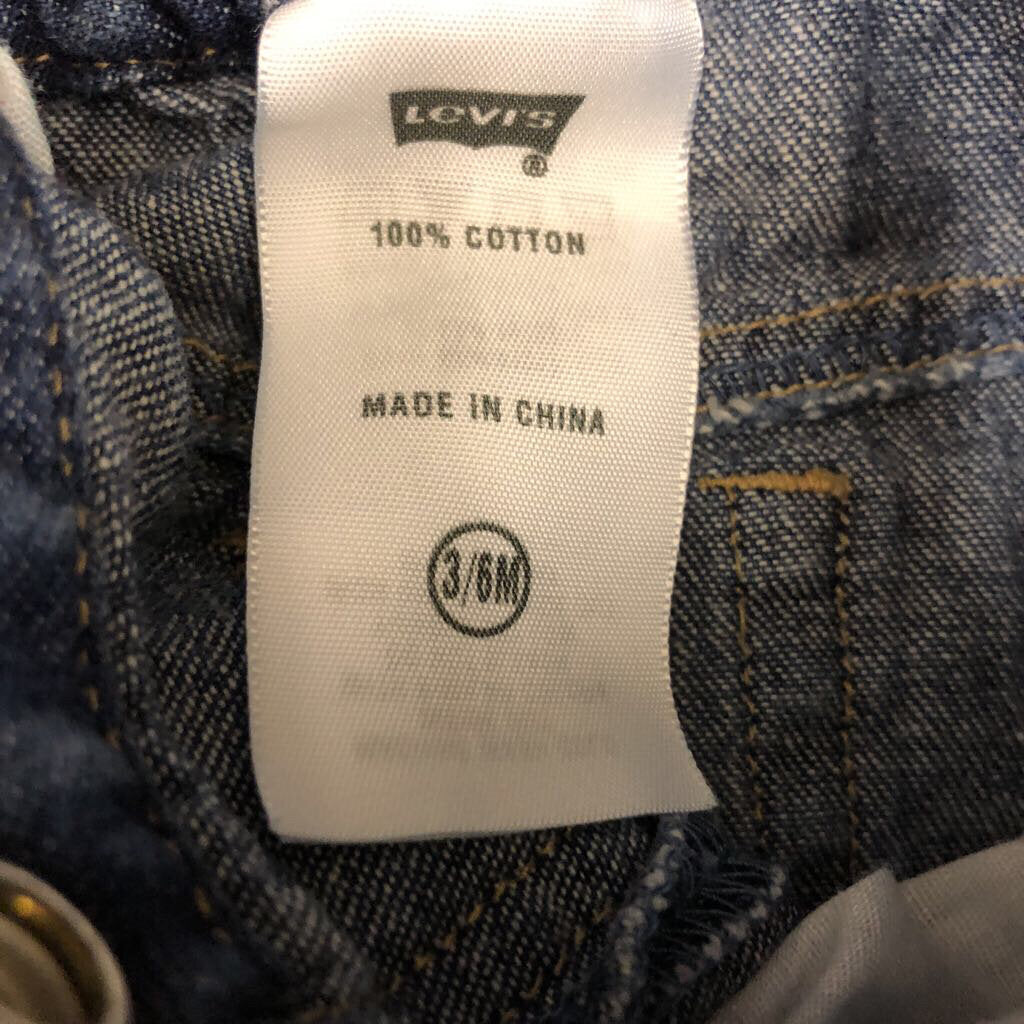 LEVI'S
®
100% COTTON
MADE IN CHINA
3/6M